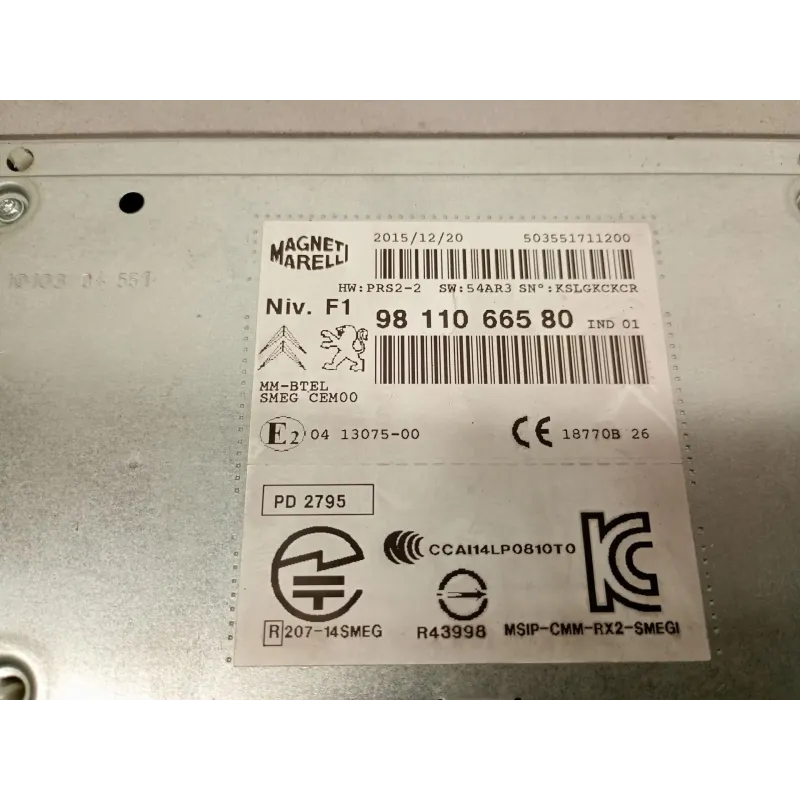 MAGNETI
MARELLI
2015/12/20 503551711200
HW:PRS2-2 SW:54AR3 SN°:KSLGKCKCR
Niv. F1
98 110 665 80 IND 01
MM-BTEL
SMEG CEM00
E2 04 13075-00 CE 18770B 26
PD 2795
CCAI14LP0810T0
R 207-14SMEG R43998 MSIP-CMM-RX2-SMEGI